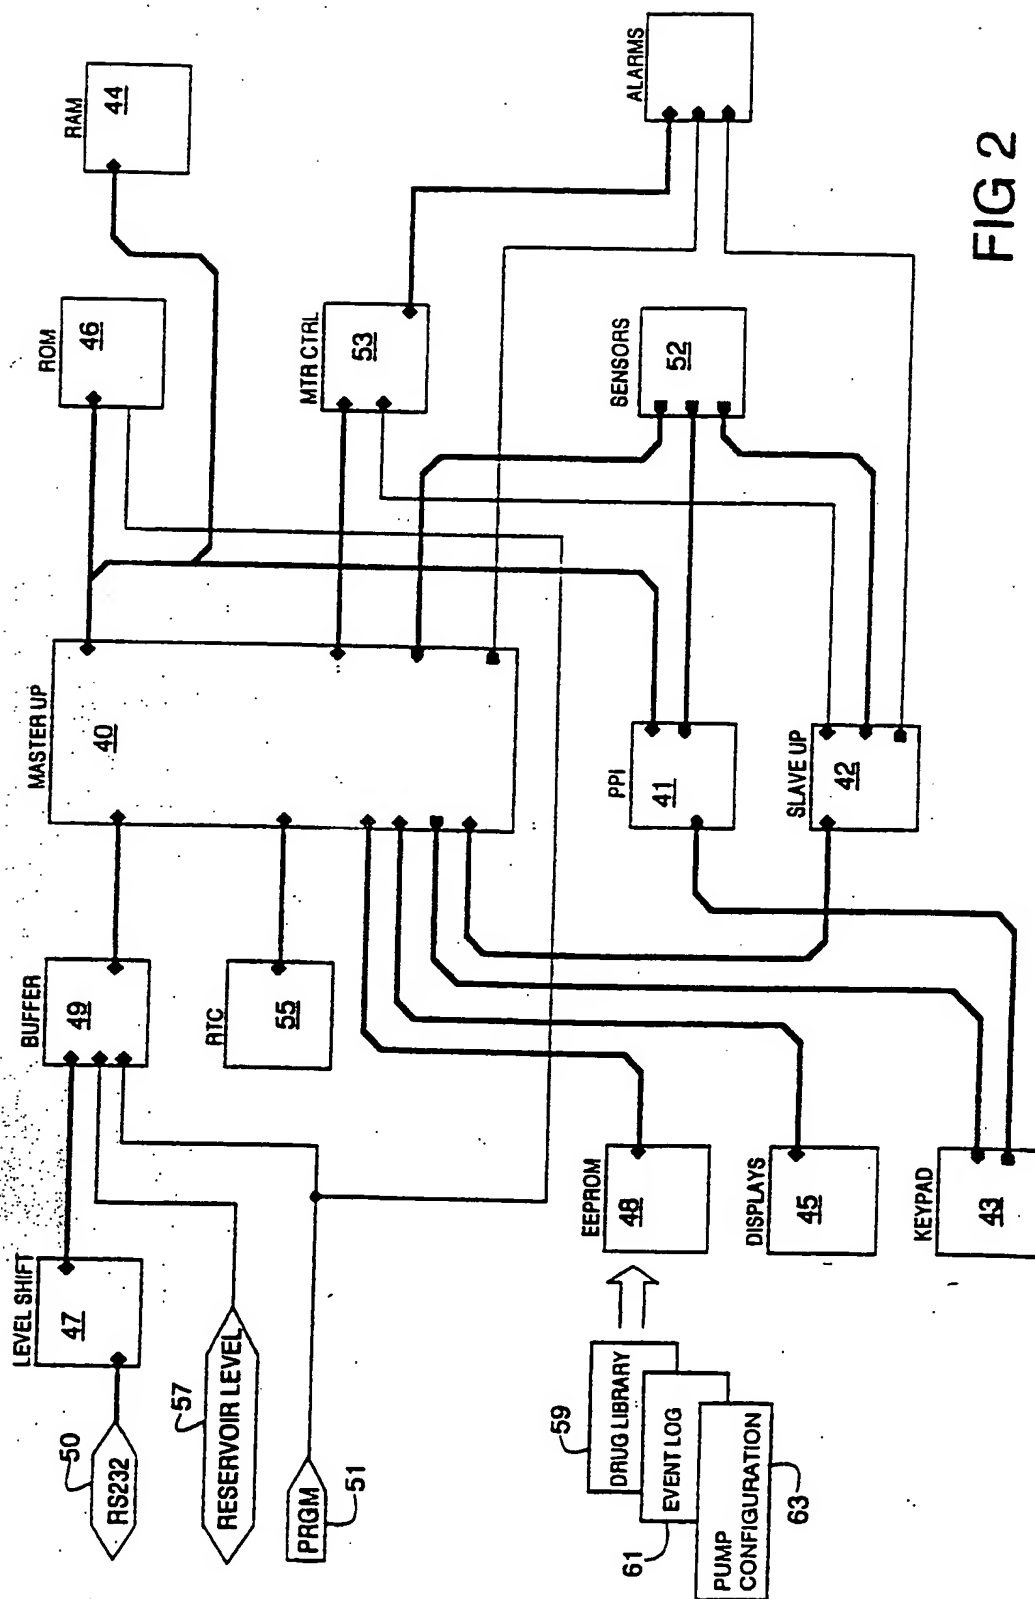 RS232
50
LEVEL SHIFT
47
BUFFER
49
MASTER UP
40
ROM
46
RAM
44
RESERVOIR LEVEL
57
PRGM
51
RTC
55
MTR CTRL
53
ALARMS
DRUG LIBRARY
59
EVENT LOG
61
PUMP
CONFIGURATION
63
EEPROM
48
DISPLAYS
45
KEYPAD
43
PPI
41
SLAVE UP
42
SENSORS
52
FIG 2